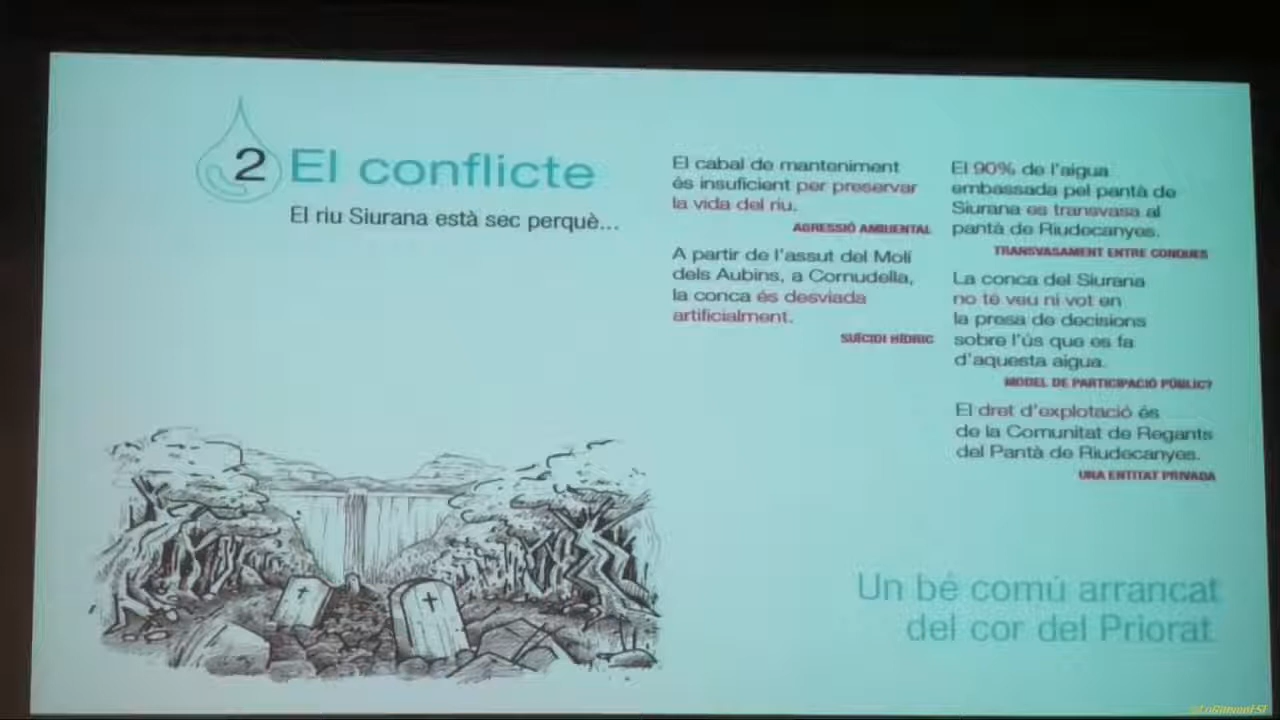 2 El conflicte
El riu Siurana està sec perquè...
El cabal de manteniment
és insuficient per preservar
la vida del riu.
AGRESSIÓ AMBIENTAL
A partir de l'assut del Molí
dels Aubins, a Cornudella,
la conca és desviada
artificialment.
SUÏCIDI HÍDRIC
El 90% de l'aigua
embassada pel pantà de
Siurana es transvasa al
pantà de Riudecanyes.
TRANSVASAMENT ENTRE CONQUES
La conca del Siurana
no té veu ni vot en
la presa de decisions
sobre l'ús que es fa
d'aquesta aigua.
MODEL DE PARTICIPACIÓ PÚBLIC?
El dret d'explotació és
de la Comunitat de Regants
del Pantà de Riudecanyes.
UNA ENTITAT PRIVADA
Un bé comú arrancat
del cor del Priorat